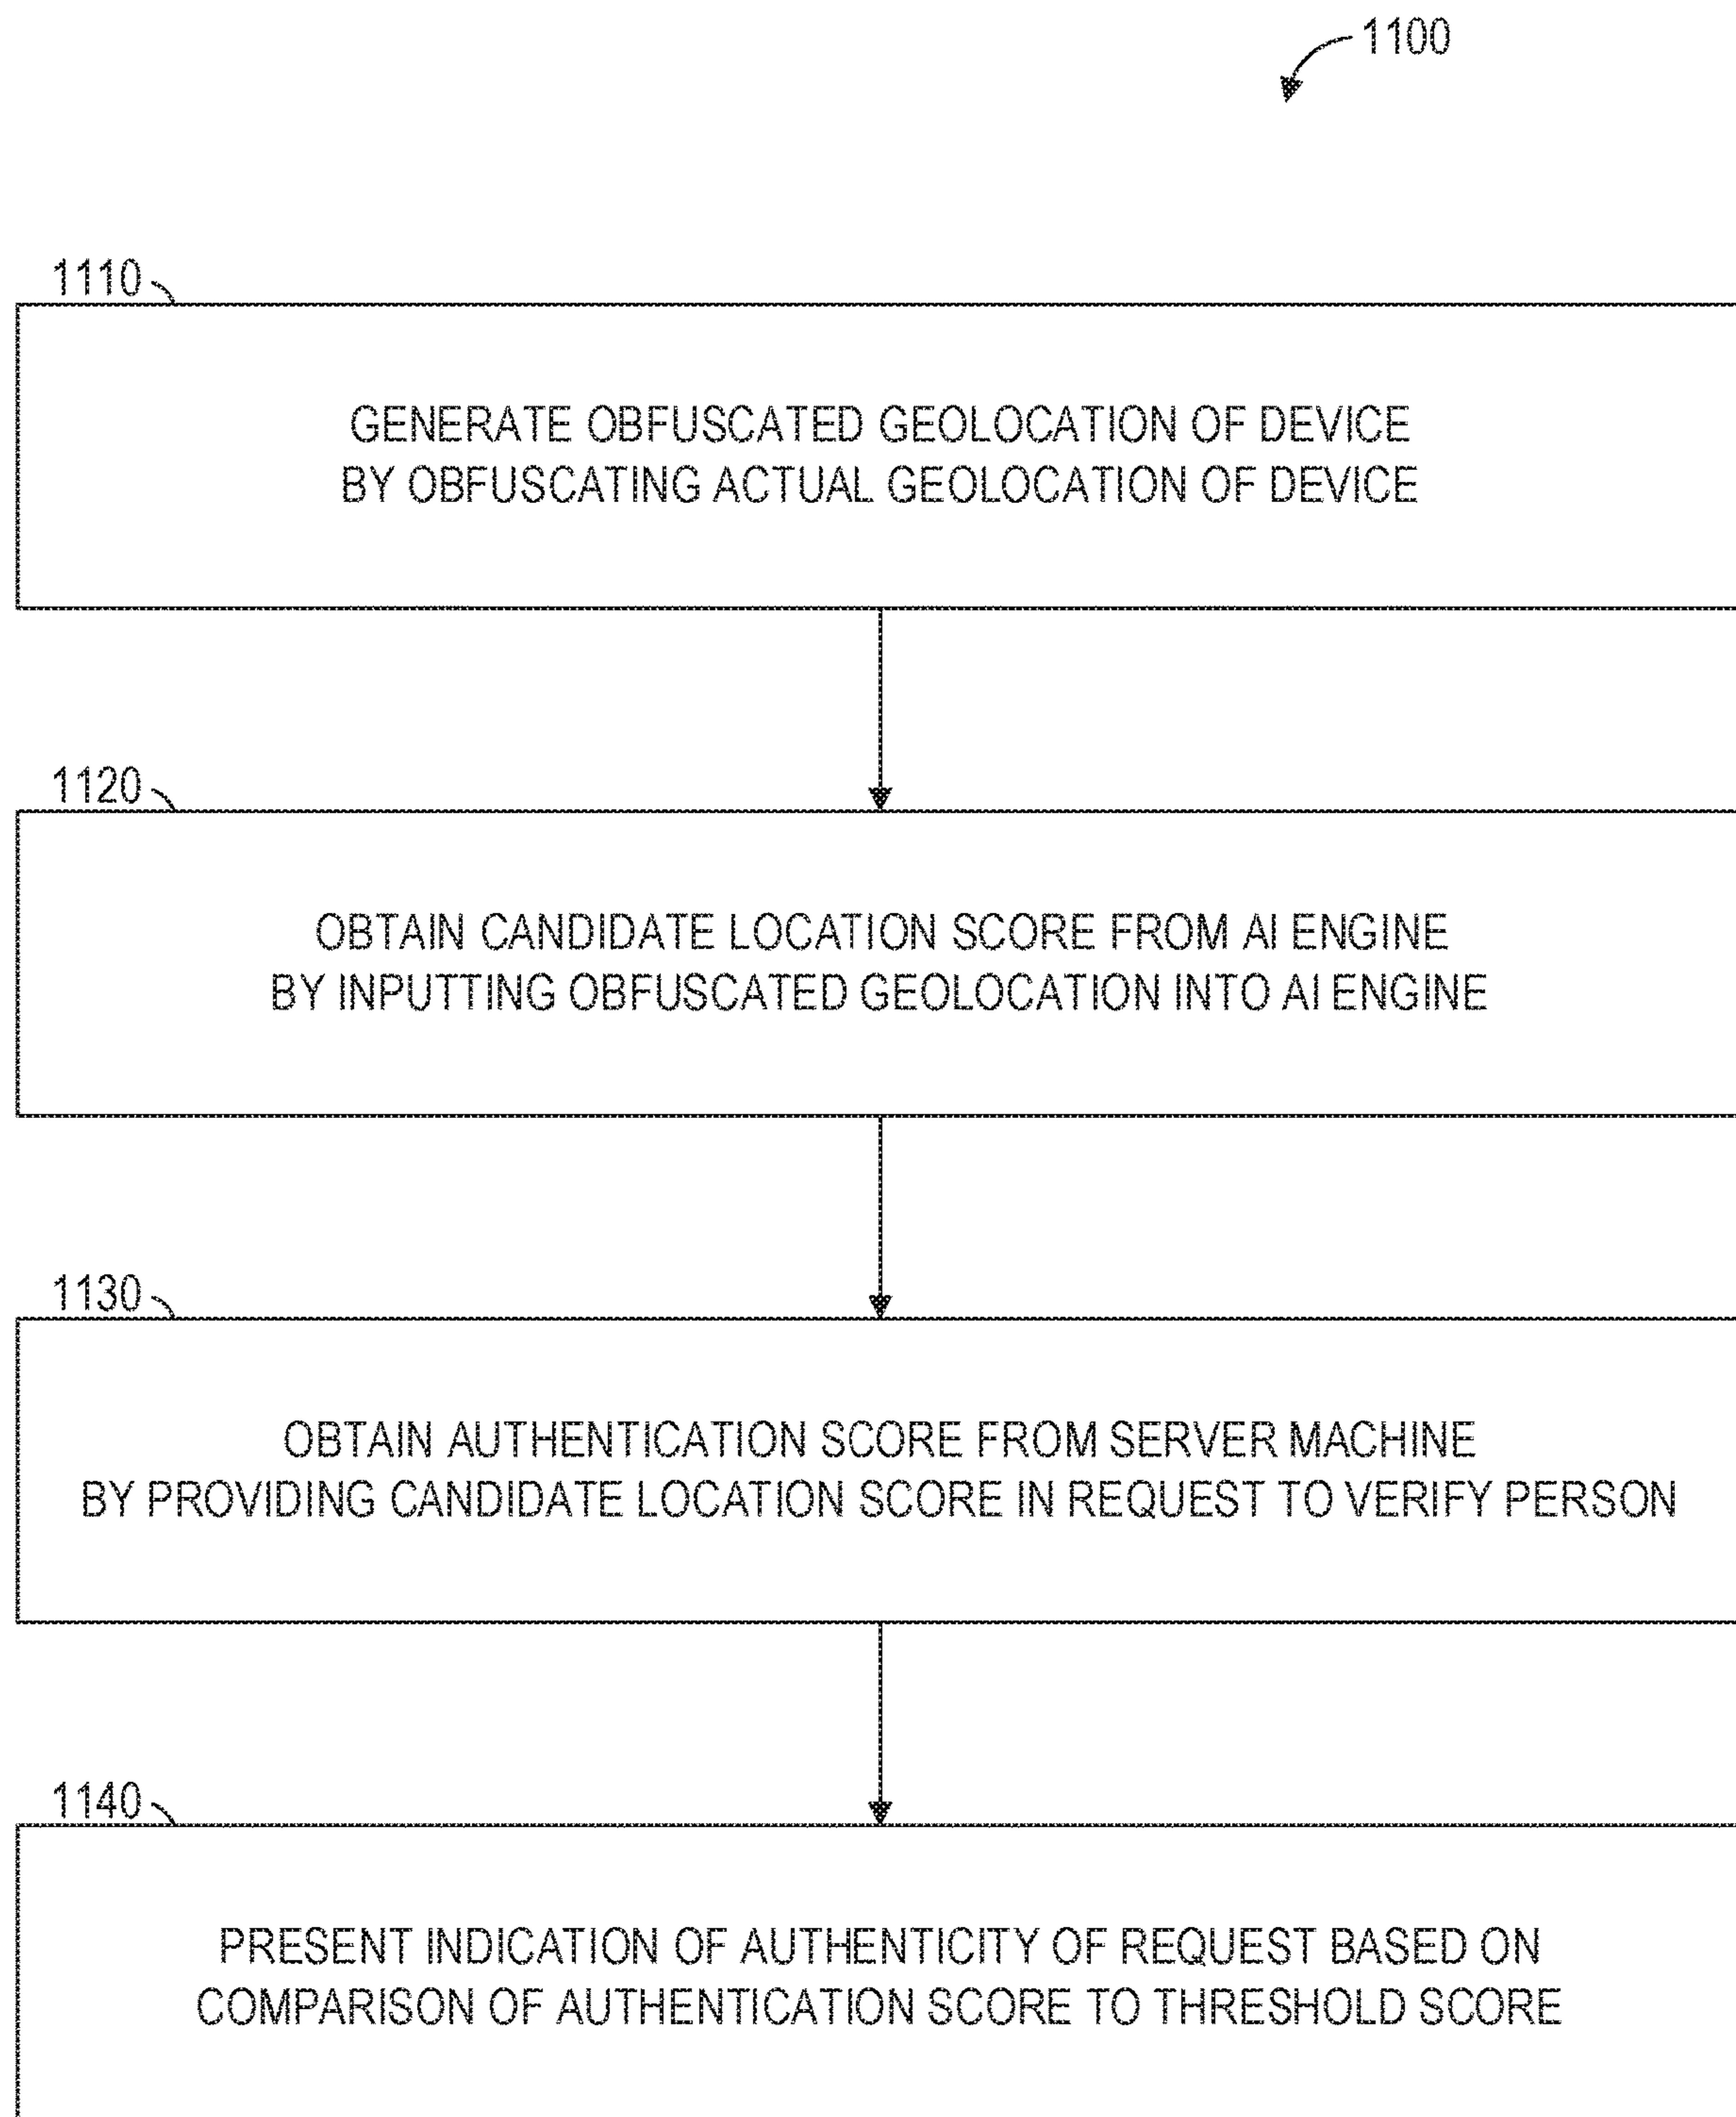 1100
1110
GENERATE OBFUSCATED GEOLOCATION OF DEVICE
BY OBFUSCATING ACTUAL GEOLOCATION OF DEVICE
1120
OBTAIN CANDIDATE LOCATION SCORE FROM AI ENGINE
BY INPUTTING OBFUSCATED GEOLOCATION INTO AI ENGINE
1130
OBTAIN AUTHENTICATION SCORE FROM SERVER MACHINE
BY PROVIDING CANDIDATE LOCATION SCORE IN REQUEST TO VERIFY PERSON
1140
PRESENT INDICATION OF AUTHENTICITY OF REQUEST BASED ON
COMPARISON OF AUTHENTICATION SCORE TO THRESHOLD SCORE